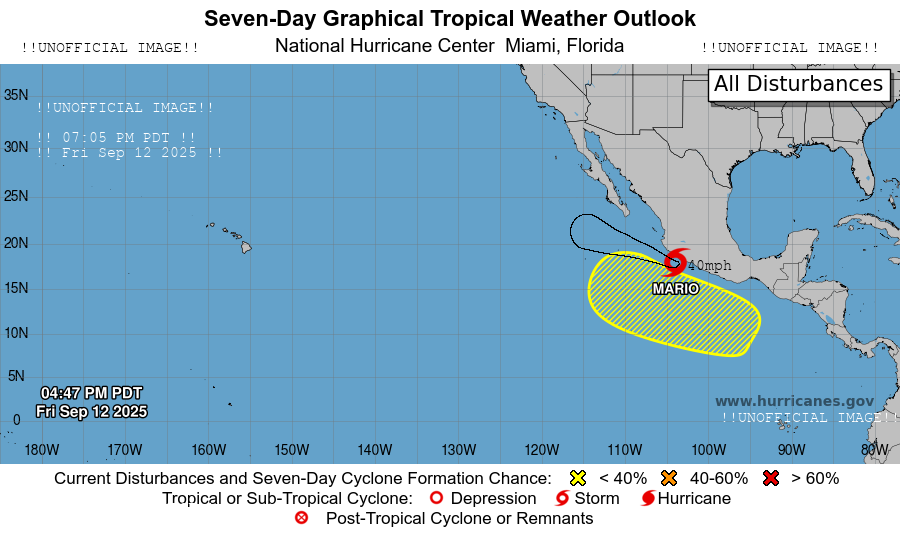 Seven-Day Graphical Tropical Weather Outlook
!!UNOFFICIAL IMAGE!! National Hurricane Center Miami, Florida !!UNOFFICIAL IMAGE!!
All Disturbances
35N
!!UNOFFICIAL IMAGE!!
!! 07:05 PM PDT !!
30N
!! Fri Sep 12 2025 !!
25N
20N
40mph
15N
MARIO
10N
5N
04:47 PM PDT
Fri Sep 12 2025
www.hurricanes.gov
!!UNOFFICIAL IMAGE!!
0
180W 170W 160W 150W 140W 130W 120W 110W 100W 90W 80W
Current Disturbances and Seven-Day Cyclone Formation Chance: < 40% 40-60% > 60%
Tropical or Sub-Tropical Cyclone: Depression Storm Hurricane
Post-Tropical Cyclone or Remnants